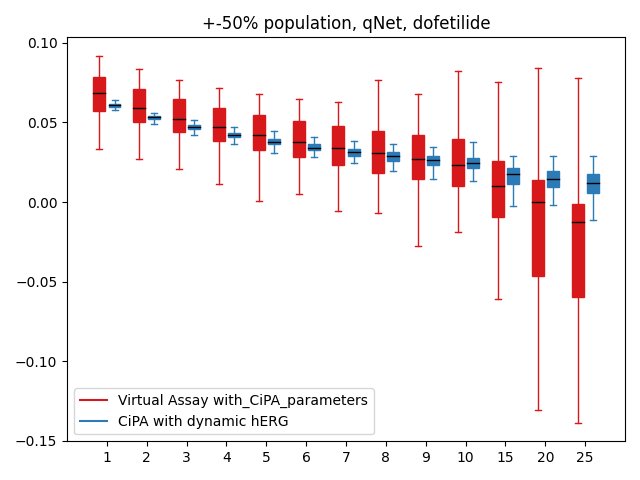 +-50% population, qNet, dofetilide
0.10
0.05
0.00
−0.05
−0.10
−0.15
Virtual Assay with_CiPA_parameters
CiPA with dynamic hERG
1 2 3 4 5 6 7 8 9 10 15 20 25